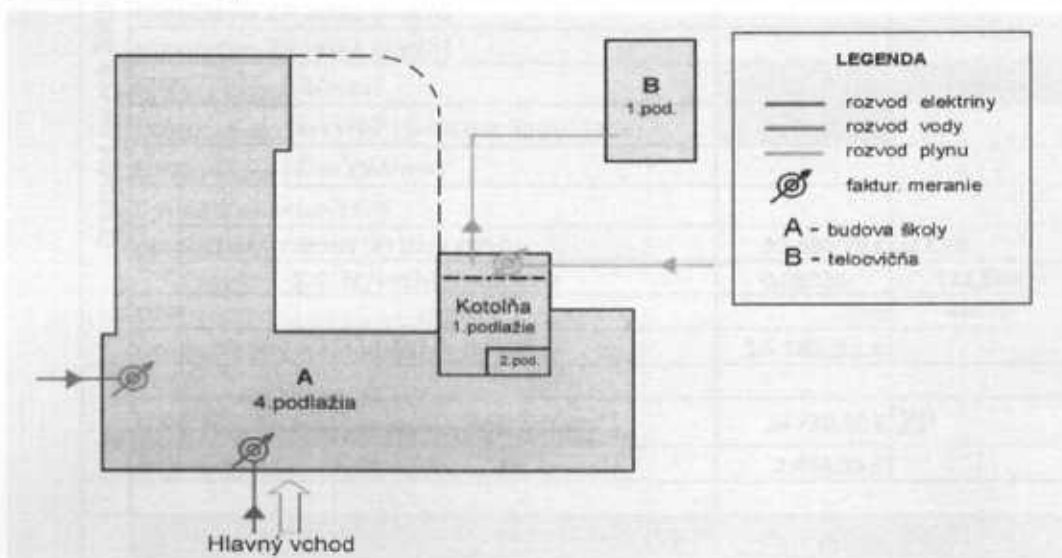 B
1.pod.
LEGENDA
rozvod elektriny
rozvod vody
rozvod plynu
faktur. meranie
A - budova školy
B - telocvičňa
Kotolňa
1.podlažie
2.pod.
A
4.podlažia
Hlavný vchod